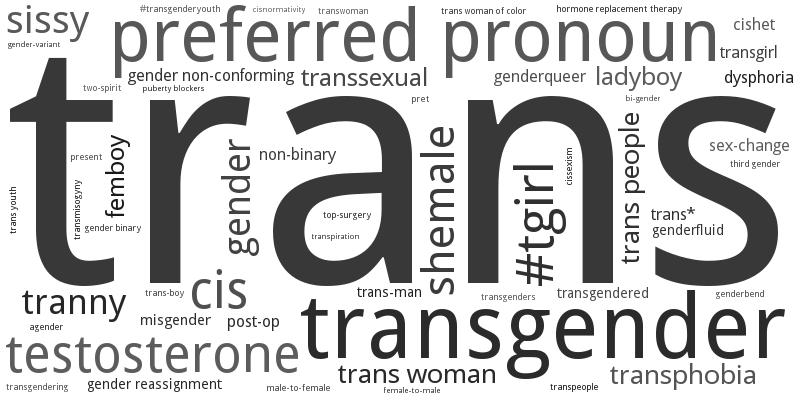 sissy
#transgenderyouth
cisnormativity
transwoman
trans woman of color
hormone replacement therapy
preferred pronoun
cishet
gender-variant
transgirl
gender non-conforming
transsexual
genderqueer
ladyboy
dysphoria
two-spirit
puberty blockers
pret
bi-gender
trans
present
femboy
gender
non-binary
shemale
#tgirl
cissexism
trans people
sex-change
third gender
trans youth
transmisogyny
gender binary
top-surgery
transpiration
trans*
genderfluid
tranny
trans-boy
cis
trans-man
transgenders
transgendered
genderbend
agender
misgender
post-op
transgender
testosterone
trans woman
transphobia
transgendering
gender reassignment
male-to-female
female-to-male
transpeople